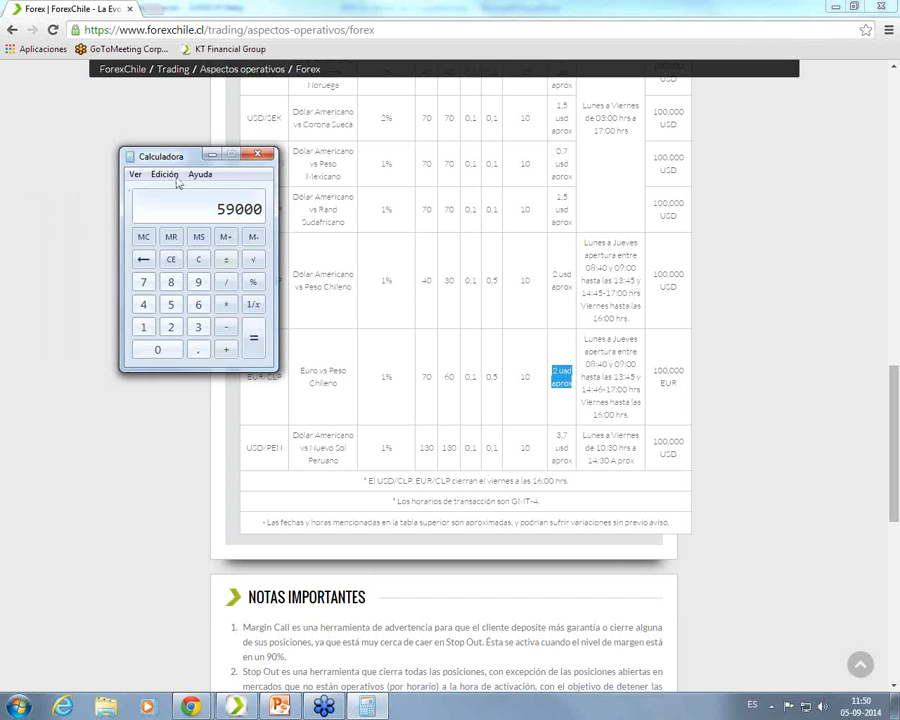 Forex | ForexChile - La Evo
https://www.forexchile.cl/trading/aspectos-operativos/forex
Aplicaciones GoToMeeting Corp... KT Financial Group
ForexChile / Trading / Aspectos operativos / Forex
Noruega
aprox
USD/SEK
Dólar Americano
vs Corona Sueca
2% 70 70 0,1 0,1 10
1,5
usd
aprox
Lunes a Viernes
de 03:00 hrs a
17:00 hrs
100,000
USD
Dólar Americano
vs Peso
Mexicano
1% 70 70 0,1 0,1 10
0,7
usd
aprox
100,000
USD
Dólar Americano
vs Rand
Sudafricano
1% 70 70 0,1 0,1 10
1,5
usd
aprox
100,000
USD
Dólar Americano
vs Peso Chileno
1% 40 30 0,1 0,5 10
2 usd
aprox
Lunes a Jueves
apertura entre
08:40 y 09:00
hasta las 13:45 y
14:45-17:00 hrs
Viernes hasta las
16:00 hrs.
100,000
USD
EUR/CLP
Euro vs Peso
Chileno
1% 70 60 0,1 0,5 10
2 usd
aprox
Lunes a Jueves
apertura entre
08:40 y 09:00
hasta las 13:45 y
14:46-17:00 hrs
Viernes hasta las
16:00 hrs.
100,000
EUR
USD/PEN
Dólar Americano
vs Nuevo Sol
Peruano
1% 130 130 0,1 0,1 10
3,7
usd
aprox
Lunes a Viernes
de 10:30 hrs a
14:30 A prox
100,000
USD
* El USD/CLP, EUR/CLP cierran el viernes a las 16:00 hrs.
* Los horarios de transacción son GMT-4.
- Las fechas y horas mencionadas en la tabla superior son aproximadas, y podrían sufrir variaciones sin previo aviso.
Calculadora
Ver Edición Ayuda
59000
MC MR MS M+ M-
← CE C ± √
7 8 9 / %
4 5 6 * 1/x
1 2 3 - =
0 , +
NOTAS IMPORTANTES
1. Margin Call es una herramienta de advertencia para que el cliente deposite más garantía o cierre alguna
de sus posiciones, ya que está muy cerca de caer en Stop Out. Ésta se activa cuando el nivel de margen está
en un 90%.
2. Stop Out es una herramienta que cierra todas las posiciones, con excepción de las posiciones abiertas en
mercados que no están operativos (por horario) a la hora de activación, con el objetivo de detener las
ES
11:50
05-09-2014